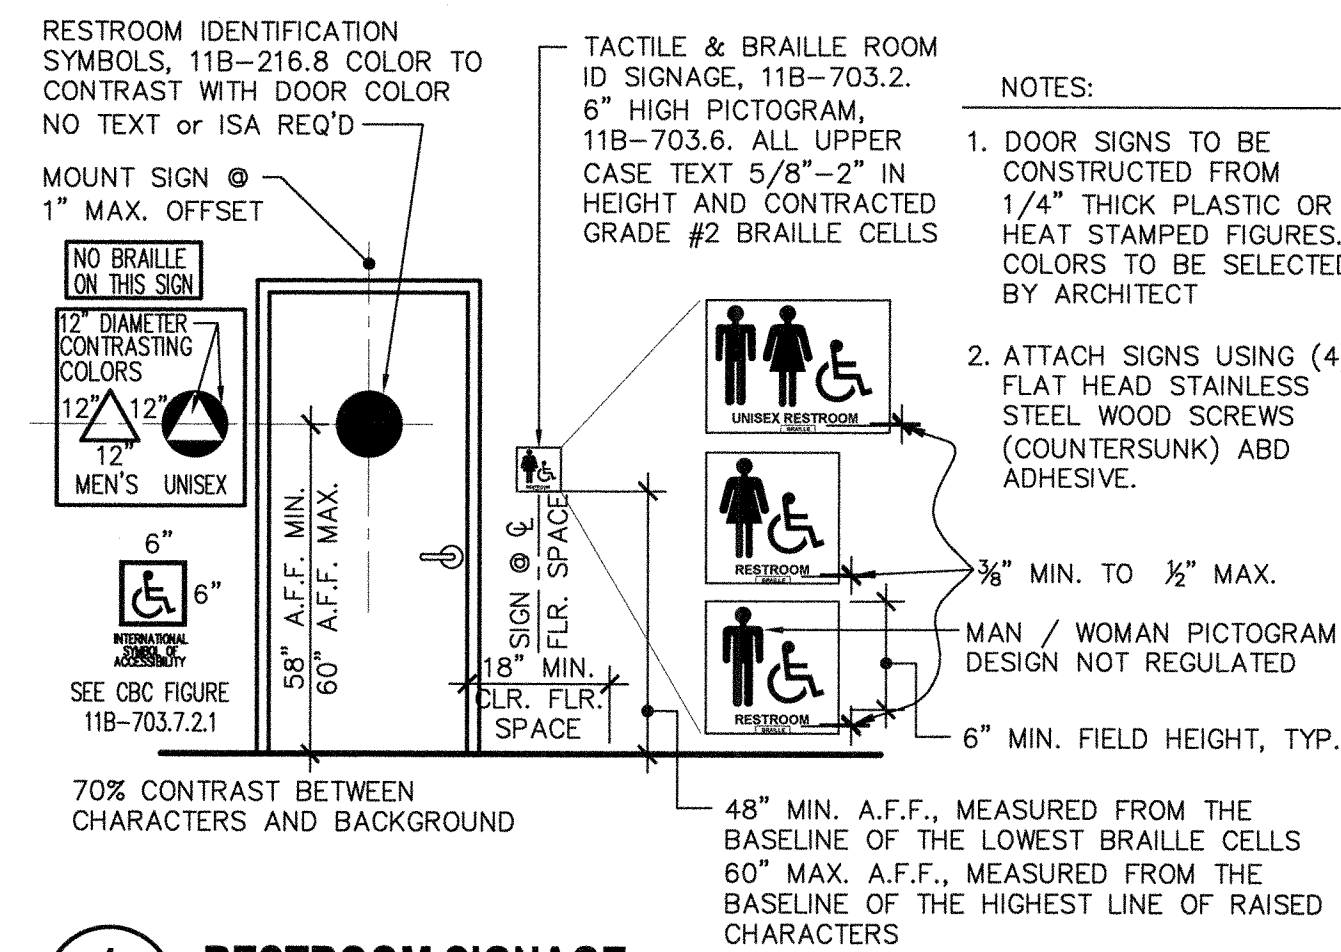 RESTROOM IDENTIFICATION
SYMBOLS, 11B-216.8 COLOR TO
CONTRAST WITH DOOR COLOR
NO TEXT or ISA REQ'D
MOUNT SIGN @
1" MAX. OFFSET
NO BRAILLE
ON THIS SIGN
12" DIAMETER
CONTRASTING
COLORS
12" 12"
12"
MEN'S UNISEX
6"
6"
INTERNATIONAL
SYMBOL OF
ACCESSIBILITY
SEE CBC FIGURE
11B-703.7.2.1
70% CONTRAST BETWEEN
CHARACTERS AND BACKGROUND
58" A.F.F. MIN.
60" A.F.F. MAX.
TACTILE & BRAILLE ROOM
ID SIGNAGE, 11B-703.2.
6" HIGH PICTOGRAM,
11B-703.6. ALL UPPER
CASE TEXT 5/8"-2" IN
HEIGHT AND CONTRACTED
GRADE #2 BRAILLE CELLS
RESTROOM
SIGN @ ℄
FLR. SPACE
18" MIN.
CLR. FLR.
SPACE
UNISEX RESTROOM
BRAILLE
RESTROOM
BRAILLE
RESTROOM
BRAILLE
NOTES:
1. DOOR SIGNS TO BE
CONSTRUCTED FROM
1/4" THICK PLASTIC OR
HEAT STAMPED FIGURES.
COLORS TO BE SELECTED
BY ARCHITECT
2. ATTACH SIGNS USING (4
FLAT HEAD STAINLESS
STEEL WOOD SCREWS
(COUNTERSUNK) ABD
ADHESIVE.
⅜" MIN. TO ½" MAX.
MAN / WOMAN PICTOGRAM
DESIGN NOT REGULATED
6" MIN. FIELD HEIGHT, TYP.
48" MIN. A.F.F., MEASURED FROM THE
BASELINE OF THE LOWEST BRAILLE CELLS
60" MAX. A.F.F., MEASURED FROM THE
BASELINE OF THE HIGHEST LINE OF RAISED
CHARACTERS
RESTROOM SIGNAGE